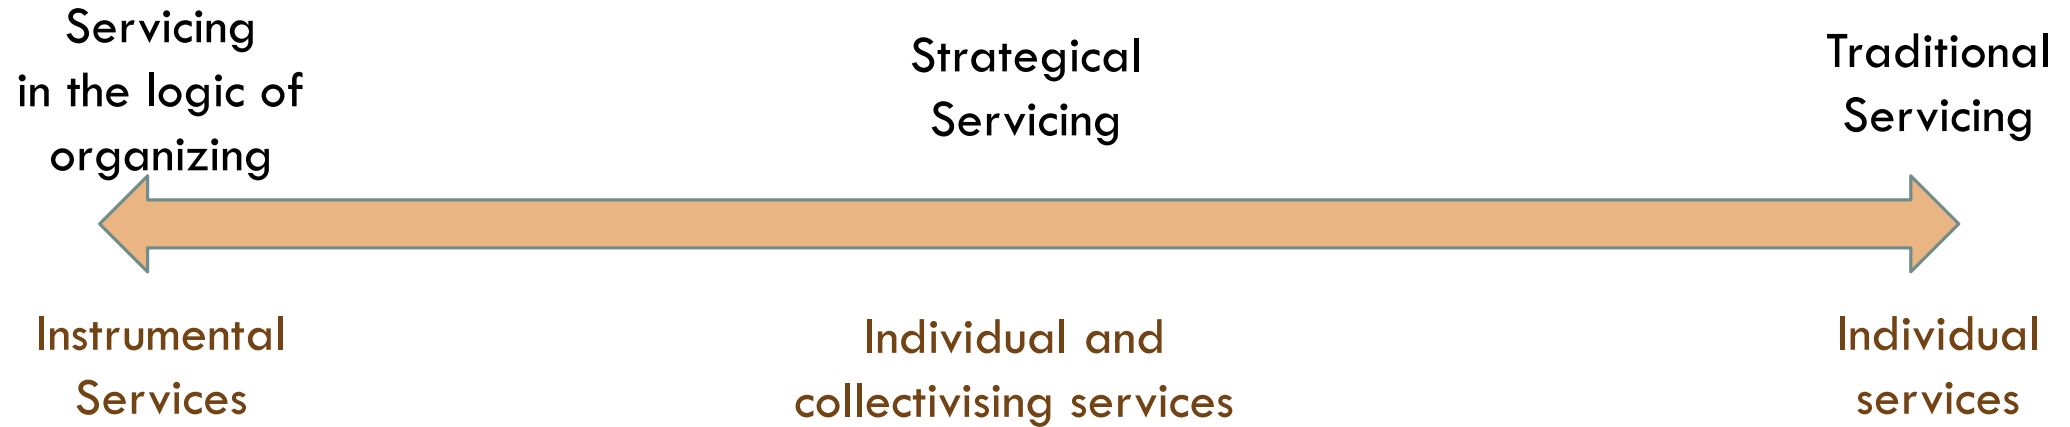 Servicing
in the logic of
organizing
Strategical
Servicing
Traditional
Servicing
Instrumental
Services
Individual and
collectivising services
Individual
services